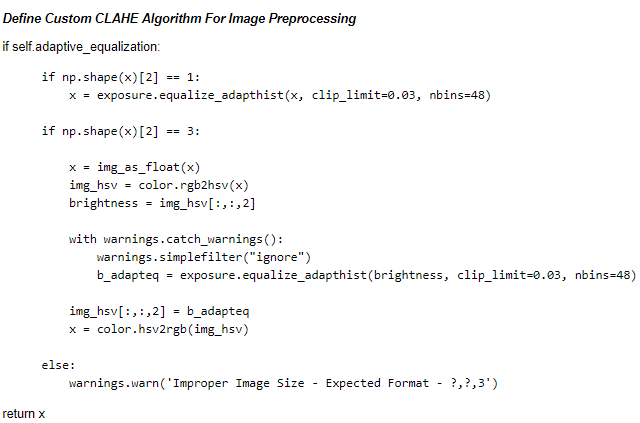 Define Custom CLAHE Algorithm For Image Preprocessing
if self.adaptive_equalization:
if np.shape(x)[2] == 1:
x = exposure.equalize_adapthist(x, clip_limit=0.03, nbins=48)
if np.shape(x)[2] == 3:
x = img_as_float(x)
img_hsv = color.rgb2hsv(x)
brightness = img_hsv[:,:,2]
with warnings.catch_warnings():
warnings.simplefilter("ignore")
b_adapteq = exposure.equalize_adapthist(brightness, clip_limit=0.03, nbins=48)
img_hsv[:,:,2] = b_adapteq
x = color.hsv2rgb(img_hsv)
else:
warnings.warn('Improper Image Size - Expected Format - ?,?,3')
return x